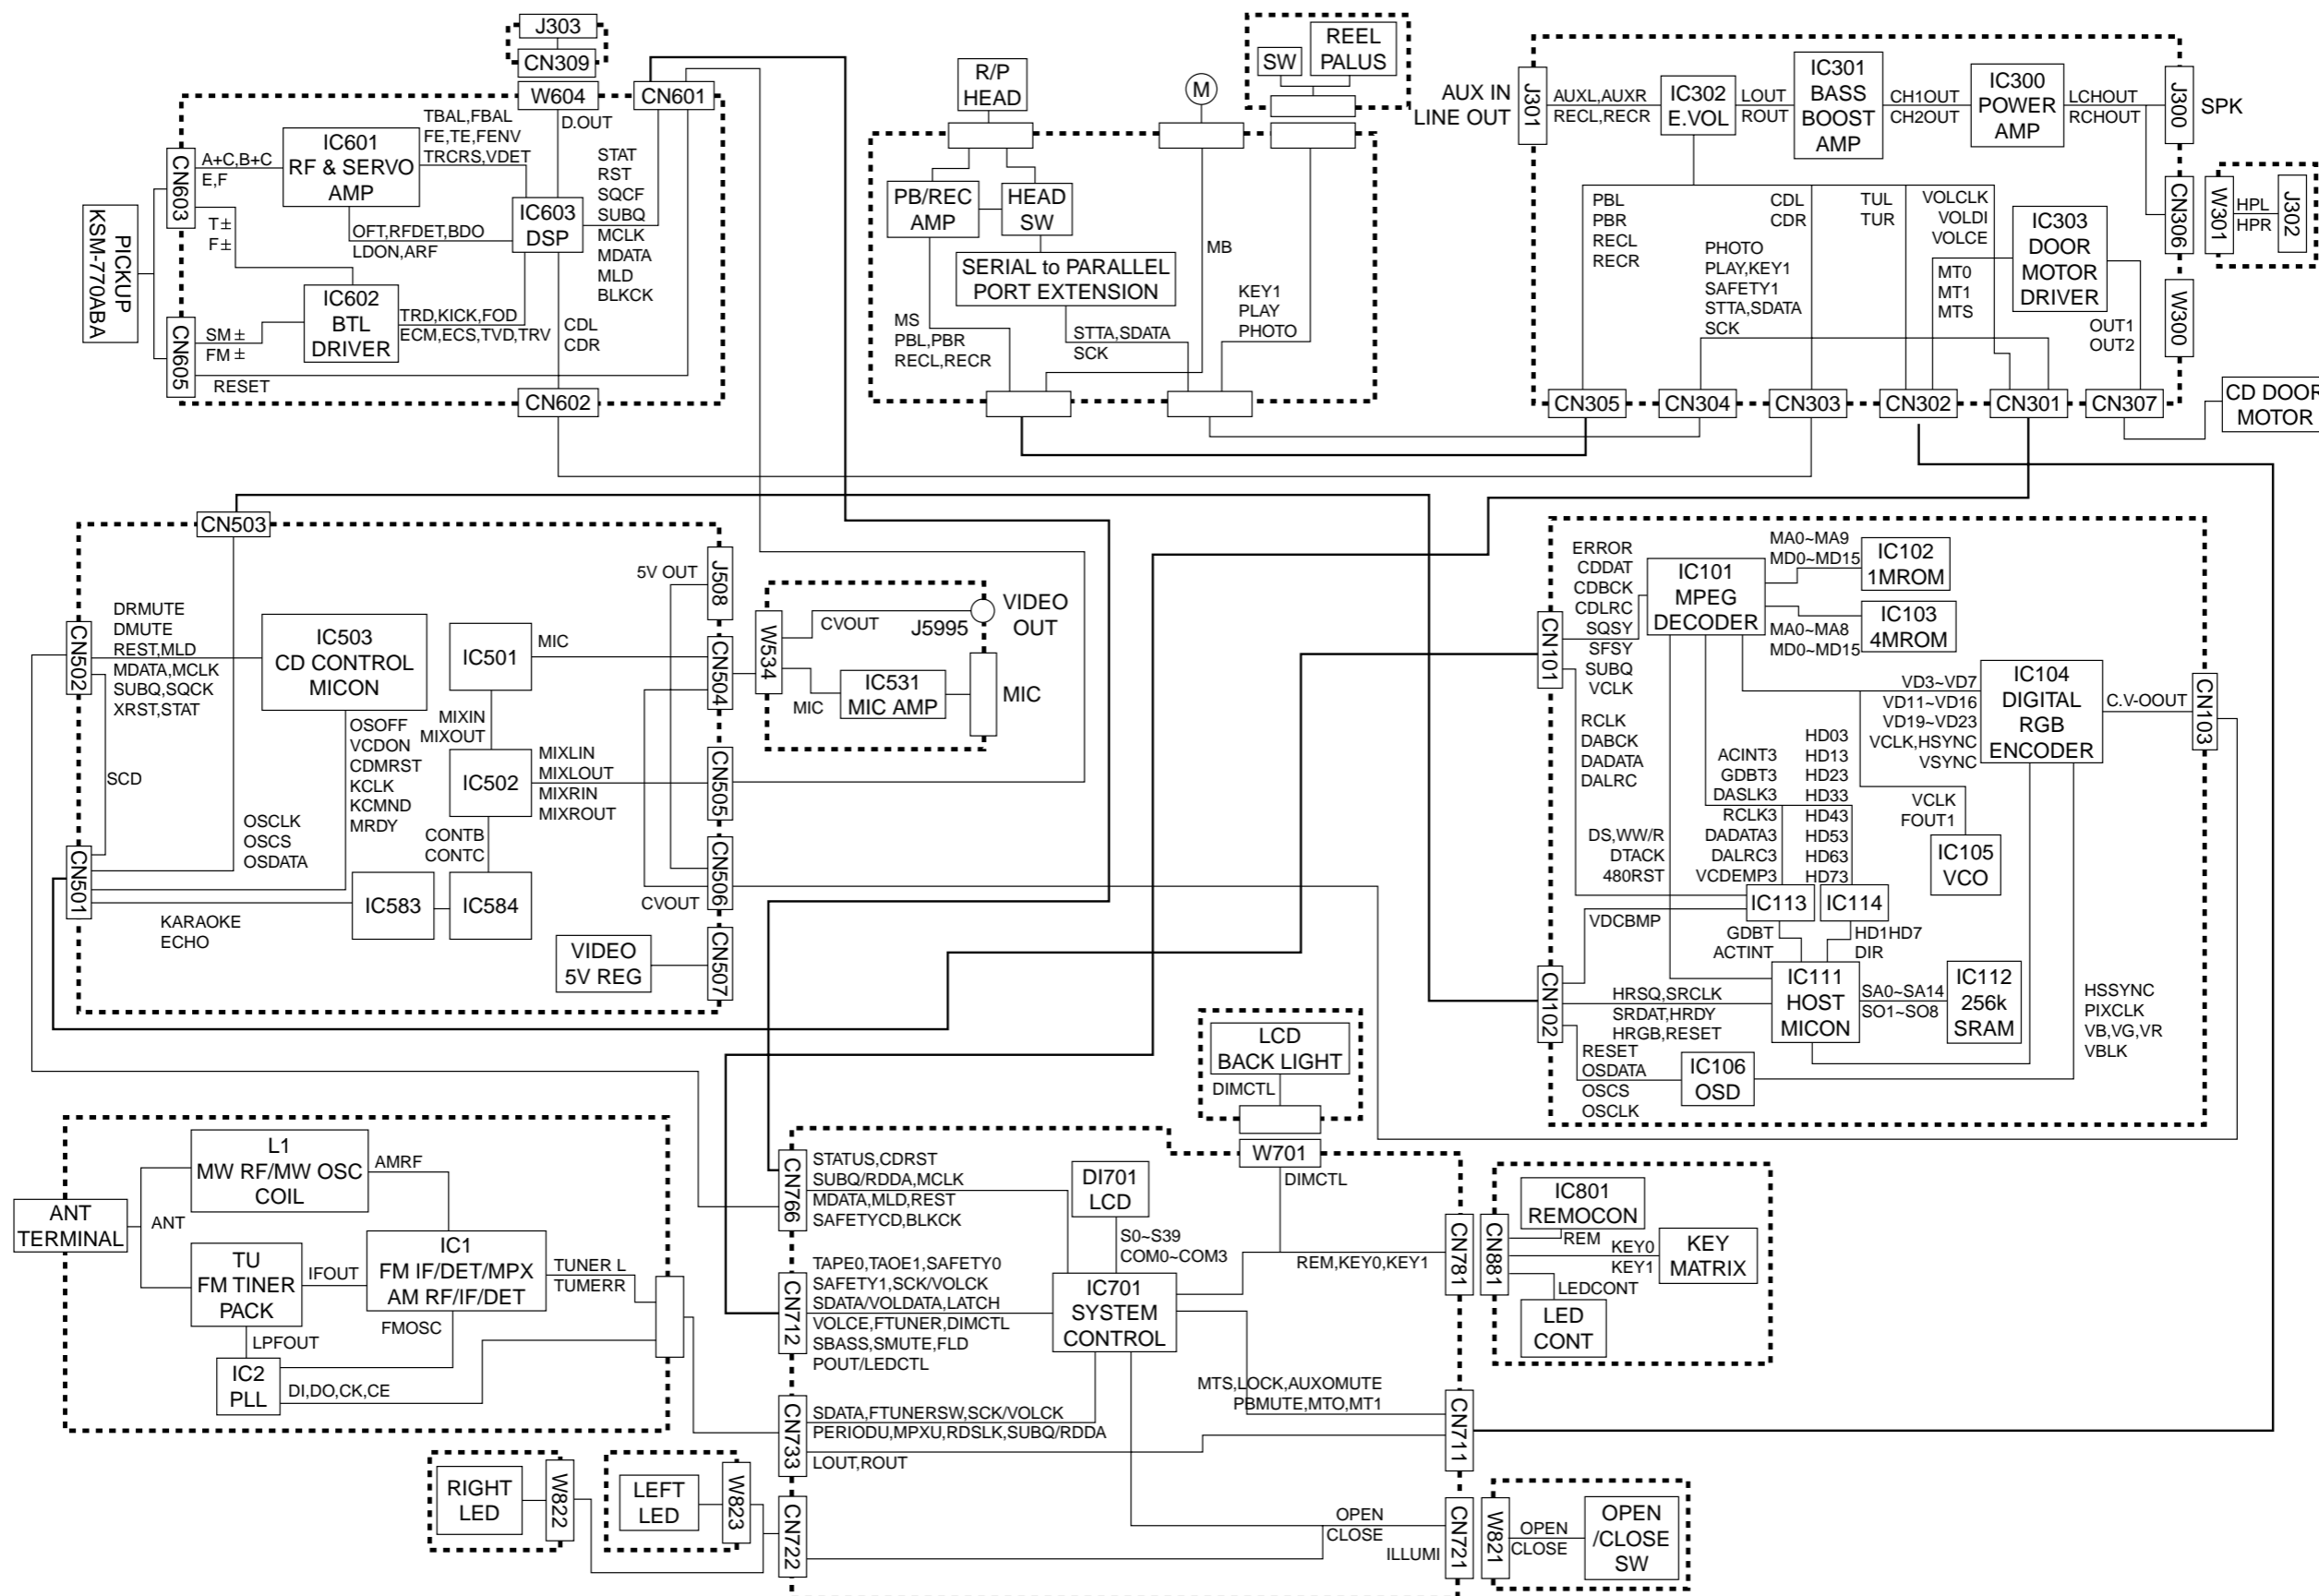 J303
CN309
W604
CN601
D.OUT
TBAL,FBAL
FE,TE,FENV
TRCRS,VDET
IC601
RF & SERVO
AMP
CN603
A+C,B+C
E,F
T±
F±
PICKUP
KSM-770ABA
OFT,RFDET,BDO
LDON,ARF
IC603
DSP
STAT
RST
SQCF
SUBQ
MCLK
MDATA
MLD
BLKCK
IC602
BTL
DRIVER
TRD,KICK,FOD
ECM,ECS,TVD,TRV
CDL
CDR
SM ±
FM ±
CN605
RESET
CN602
R/P
HEAD
M
SW
REEL
PALUS
PB/REC
AMP
HEAD
SW
SERIAL to PARALLEL
PORT EXTENSION
MB
MS
PBL,PBR
RECL,RECR
STTA,SDATA
SCK
KEY1
PLAY
PHOTO
AUX IN
LINE OUT
J301
AUXL,AUXR
RECL,RECR
IC302
E.VOL
LOUT
ROUT
IC301
BASS
BOOST
AMP
CH1OUT
CH2OUT
IC300
POWER
AMP
LCHOUT
RCHOUT
J300
SPK
CN306
W301
HPL
HPR
J302
W300
PBL
PBR
RECL
RECR
CDL
CDR
TUL
TUR
VOLCLK
VOLDI
VOLCE
IC303
DOOR
MOTOR
DRIVER
PHOTO
PLAY,KEY1
SAFETY1
STTA,SDATA
SCK
MT0
MT1
MTS
OUT1
OUT2
CN305
CN304
CN303
CN302
CN301
CN307
CD DOOR
MOTOR
CN503
CN502
DRMUTE
DMUTE
REST,MLD
MDATA,MCLK
SUBQ,SQCK
XRST,STAT
IC503
CD CONTROL
MICON
IC501
MIC
MIXIN
MIXOUT
IC502
MIXLIN
MIXLOUT
MIXRIN
MIXROUT
CONTB
CONTC
SCD
OSOFF
VCDON
CDMRST
KCLK
KCMND
MRDY
OSCLK
OSCS
OSDATA
CN501
KARAOKE
ECHO
IC583
IC584
5V OUT
J508
CN504
CN505
CN506
CVOUT
VIDEO
5V REG
CN507
W534
CVOUT
J5995
VIDEO
OUT
MIC
IC531
MIC AMP
MIC
ERROR
CDDAT
CDBCK
CDLRC
SQSY
SFSY
SUBQ
VCLK
CN101
IC101
MPEG
DECODER
MA0~MA9
MD0~MD15
IC102
1MROM
MA0~MA8
MD0~MD15
IC103
4MROM
RCLK
DABCK
DADATA
DALRC
VD3~VD7
VD11~VD16
VD19~VD23
VCLK,HSYNC
VSYNC
IC104
DIGITAL
RGB
ENCODER
C.V-OOUT
CN103
ACINT3
GDBT3
DASLK3
RCLK3
DADATA3
DALRC3
VCDEMP3
HD03
HD13
HD23
HD33
HD43
HD53
HD63
HD73
DS,WW/R
DTACK
480RST
VCLK
FOUT1
IC105
VCO
IC113
IC114
VDCBMP
GDBT
ACTINT
HD1HD7
DIR
CN102
HRSQ,SRCLK
SRDAT,HRDY
HRGB,RESET
IC111
HOST
MICON
SA0~SA14
SO1~SO8
IC112
256k
SRAM
HSSYNC
PIXCLK
VB,VG,VR
VBLK
RESET
OSDATA
OSCS
OSCLK
IC106
OSD
LCD
BACK LIGHT
DIMCTL
W701
DIMCTL
ANT
TERMINAL
ANT
L1
MW RF/MW OSC
COIL
AMRF
TU
FM TINER
PACK
IFOUT
IC1
FM IF/DET/MPX
AM RF/IF/DET
TUNER L
TUMERR
LPFOUT
FMOSC
IC2
PLL
DI,DO,CK,CE
CN766
STATUS,CDRST
SUBQ/RDDA,MCLK
MDATA,MLD,REST
SAFETYCD,BLKCK
DI701
LCD
S0~S39
COM0~COM3
CN712
TAPE0,TAOE1,SAFETY0
SAFETY1,SCK/VOLCK
SDATA/VOLDATA,LATCH
VOLCE,FTUNER,DIMCTL
SBASS,SMUTE,FLD
POUT/LEDCTL
IC701
SYSTEM
CONTROL
REM,KEY0,KEY1
CN781
CN881
IC801
REMOCON
REM
KEY0
KEY1
KEY
MATRIX
LEDCONT
LED
CONT
MTS,LOCK,AUXOMUTE
PBMUTE,MTO,MT1
CN711
CN733
SDATA,FTUNERSW,SCK/VOLCK
PERIODU,MPXU,RDSLK,SUBQ/RDDA
LOUT,ROUT
RIGHT
LED
W822
LEFT
LED
W823
CN722
OPEN
CLOSE
ILLUMI
CN721
W821
OPEN
CLOSE
OPEN
/CLOSE
SW